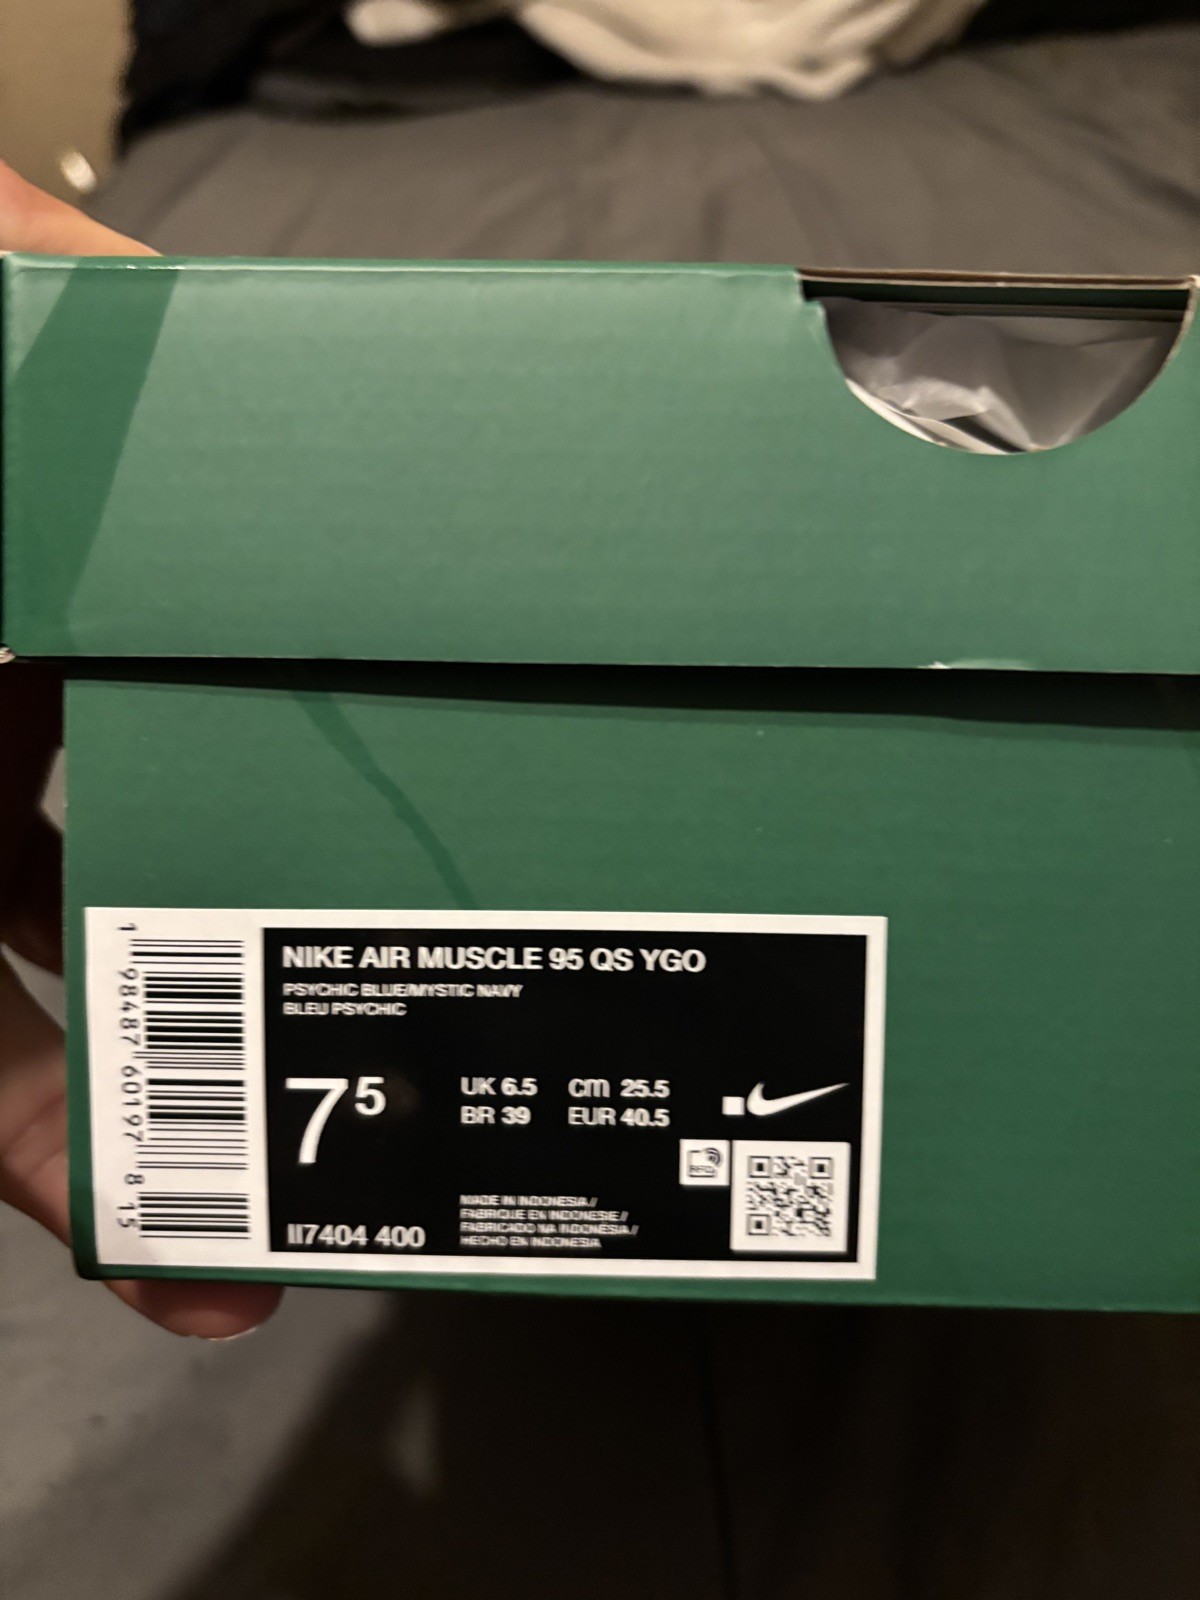 NIKE AIR MUSCLE 95 QS YGO
PSYCHIC BLUE/MYSTIC NAVY
BLEU PSYCHIC
7⁵
UK 6.5 cm 25.5
BR 39 EUR 40.5
II7404 400
MADE IN INDONESIA /
FABRIQUE EN INDONESIE /
FABRICADO NA INDONESIA /
HECHO EN INDONESIA
1 98487 60197 8 15